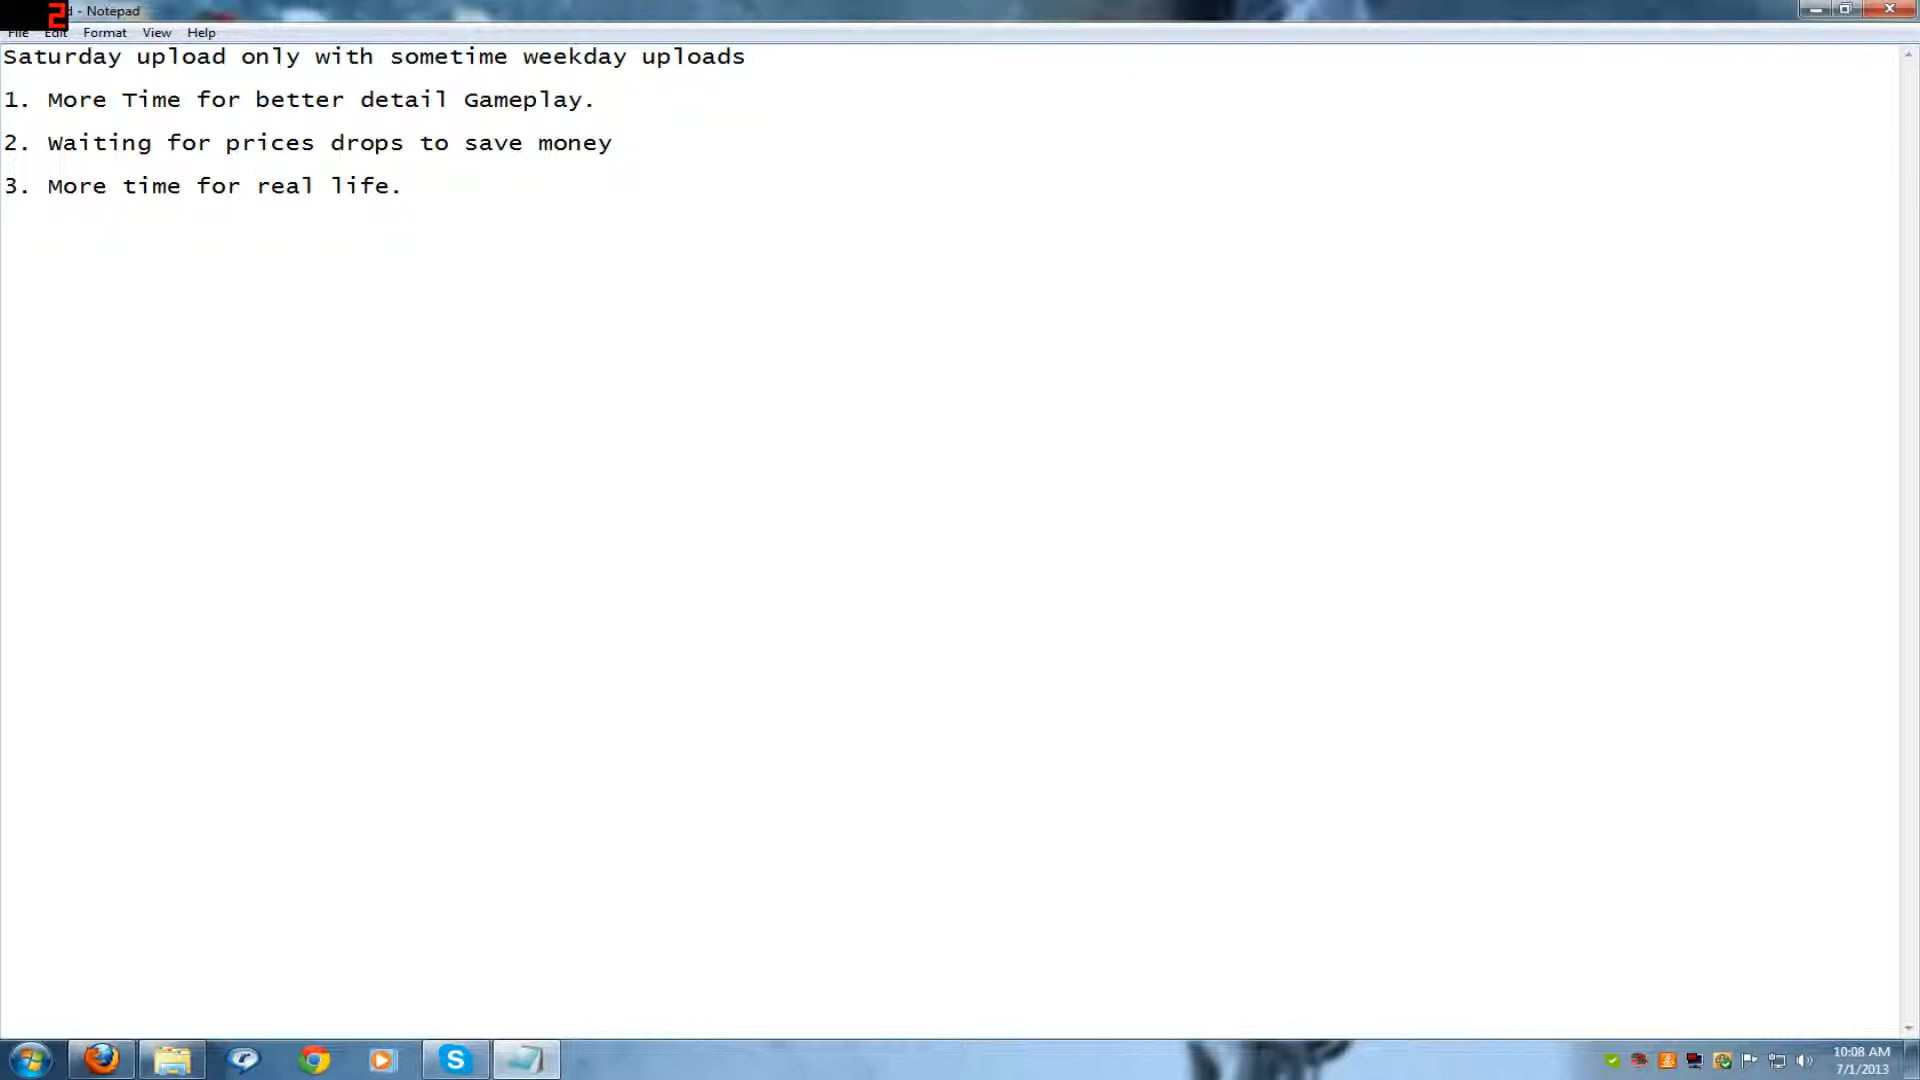 2
d - Notepad
File Edit Format View Help
Saturday upload only with sometime weekday uploads
1. More Time for better detail Gameplay.
2. Waiting for prices drops to save money
3. More time for real life.
10:08 AM
7/1/2013